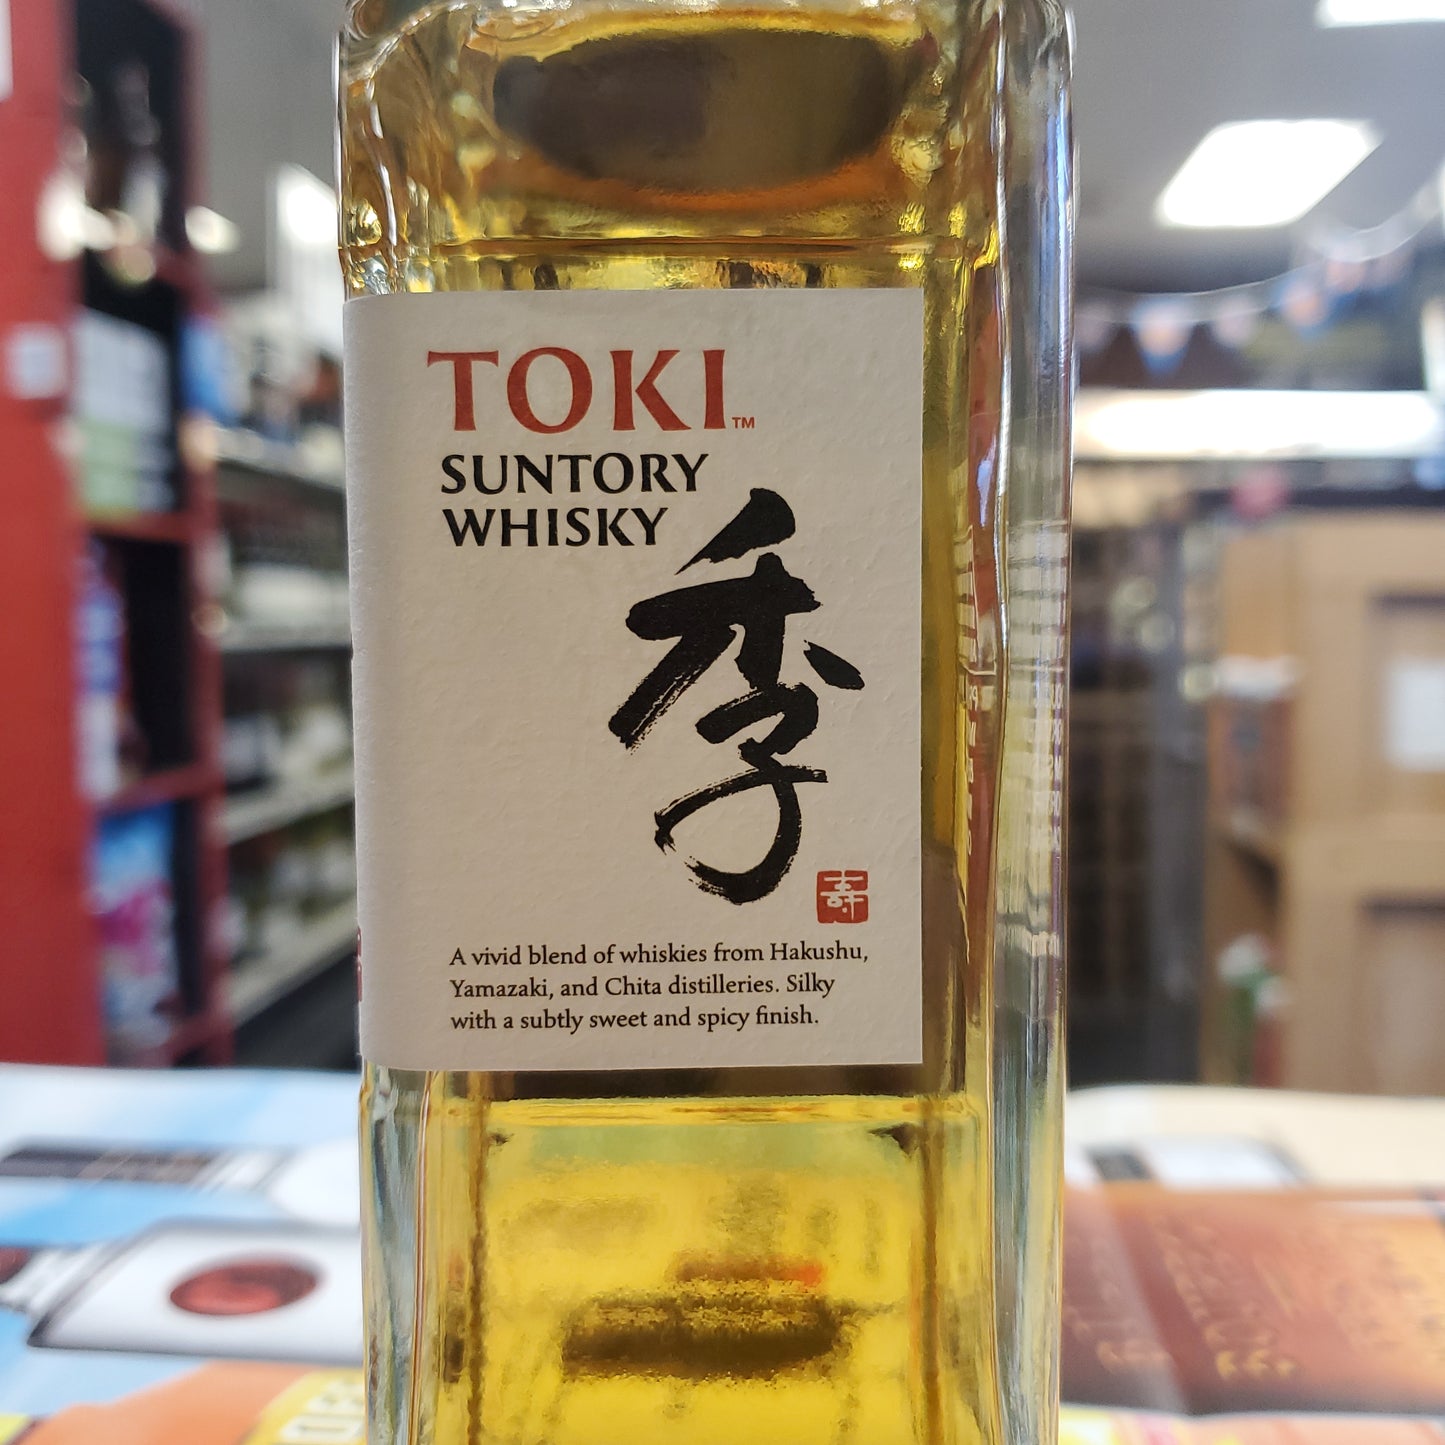 TOKI™
SUNTORY
WHISKY
季
寿
A vivid blend of whiskies from Hakushu,
Yamazaki, and Chita distilleries. Silky
with a subtly sweet and spicy finish.